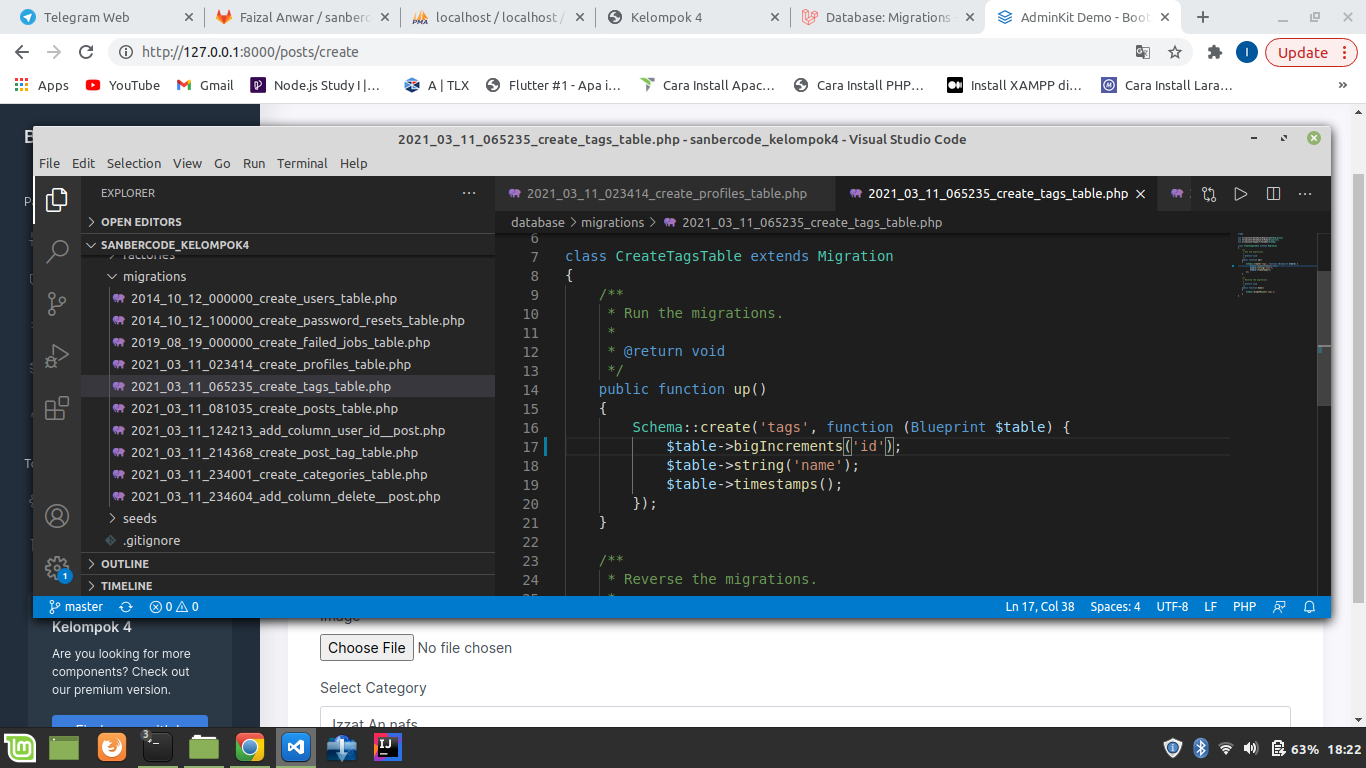 Telegram Web
Faizal Anwar / sanberc
localhost / localhost /
Kelompok 4
Database: Migrations -
AdminKit Demo - Boot
http://127.0.0.1:8000/posts/create
I
Update
Apps
YouTube
Gmail
Node.js Study I |...
A | TLX
Flutter #1 - Apa i...
Cara Install Apac...
Cara Install PHP...
Install XAMPP di...
Cara Install Lara...
»
2021_03_11_065235_create_tags_table.php - sanbercode_kelompok4 - Visual Studio Code
File Edit Selection View Go Run Terminal Help
EXPLORER
2021_03_11_023414_create_profiles_table.php
2021_03_11_065235_create_tags_table.php
OPEN EDITORS
database > migrations > 2021_03_11_065235_create_tags_table.php
SANBERCODE_KELOMPOK4
factories
migrations
2014_10_12_000000_create_users_table.php
2014_10_12_100000_create_password_resets_table.php
2019_08_19_000000_create_failed_jobs_table.php
2021_03_11_023414_create_profiles_table.php
2021_03_11_065235_create_tags_table.php
2021_03_11_081035_create_posts_table.php
2021_03_11_124213_add_column_user_id__post.php
2021_03_11_214368_create_post_tag_table.php
2021_03_11_234001_create_categories_table.php
2021_03_11_234604_add_column_delete__post.php
seeds
.gitignore
OUTLINE
TIMELINE
6
7 class CreateTagsTable extends Migration
8 {
9 /**
10 * Run the migrations.
11 *
12 * @return void
13 */
14 public function up()
15 {
16 Schema::create('tags', function (Blueprint $table) {
17 $table->bigIncrements('id');
18 $table->string('name');
19 $table->timestamps();
20 });
21 }
22
23 /**
24 * Reverse the migrations.
25 *
1
master
0 0
Ln 17, Col 38
Spaces: 4
UTF-8
LF
PHP
Image
Kelompok 4
Are you looking for more
components? Check out
our premium version.
Choose File No file chosen
Select Category
Izzat An nafs
3
63%
18:22